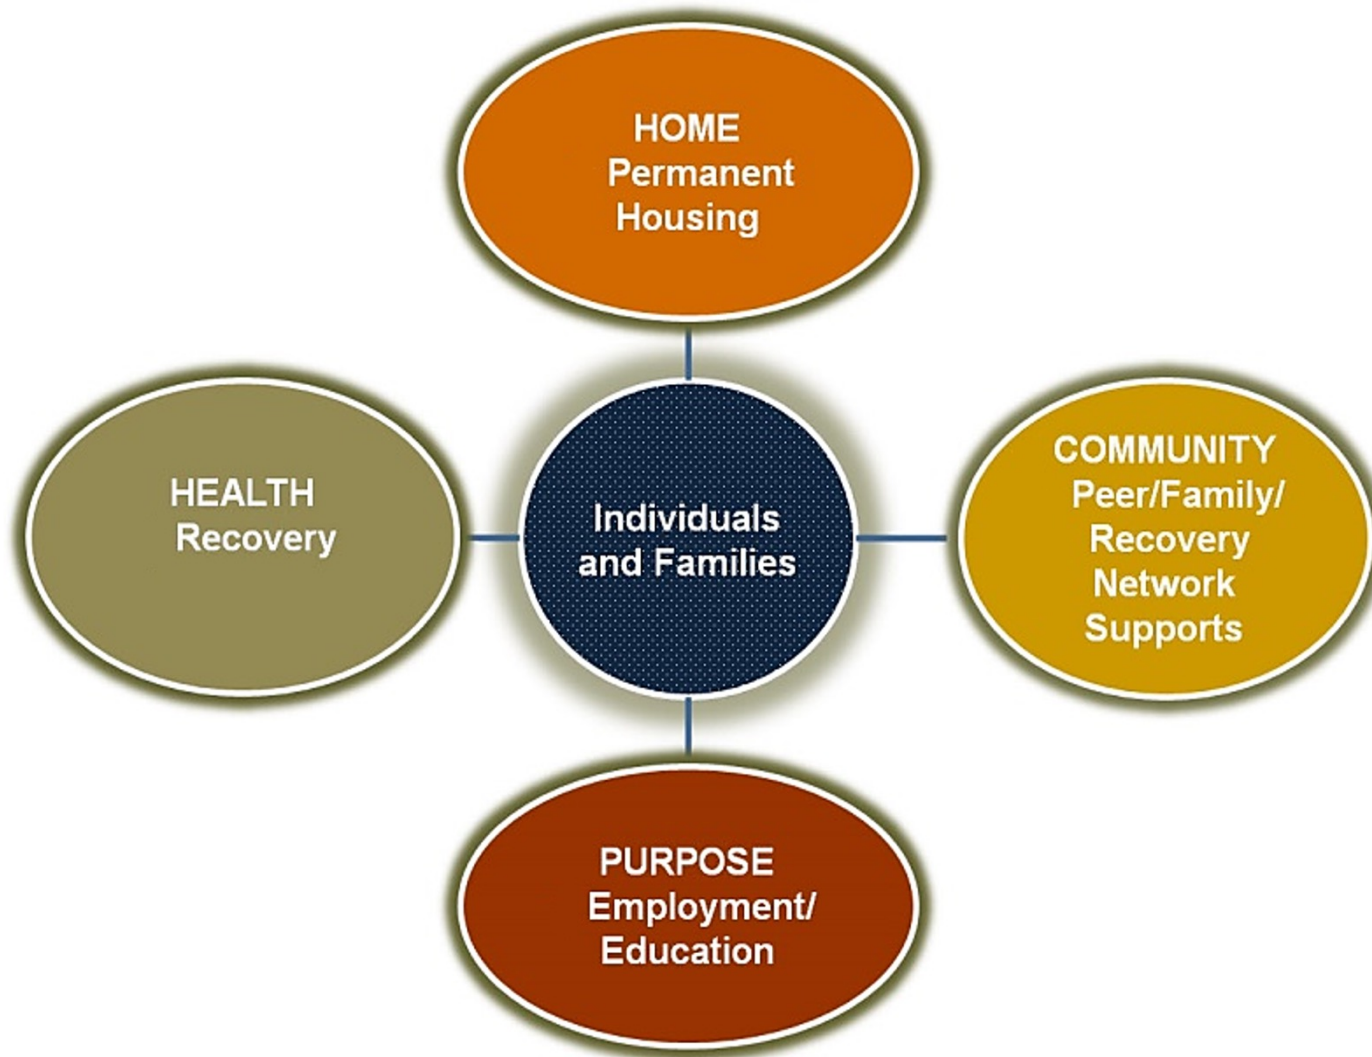 HOME
Permanent
Housing
HEALTH
Recovery
Individuals
and Families
COMMUNITY
Peer/Family/
Recovery
Network
Supports
PURPOSE
Employment/
Education